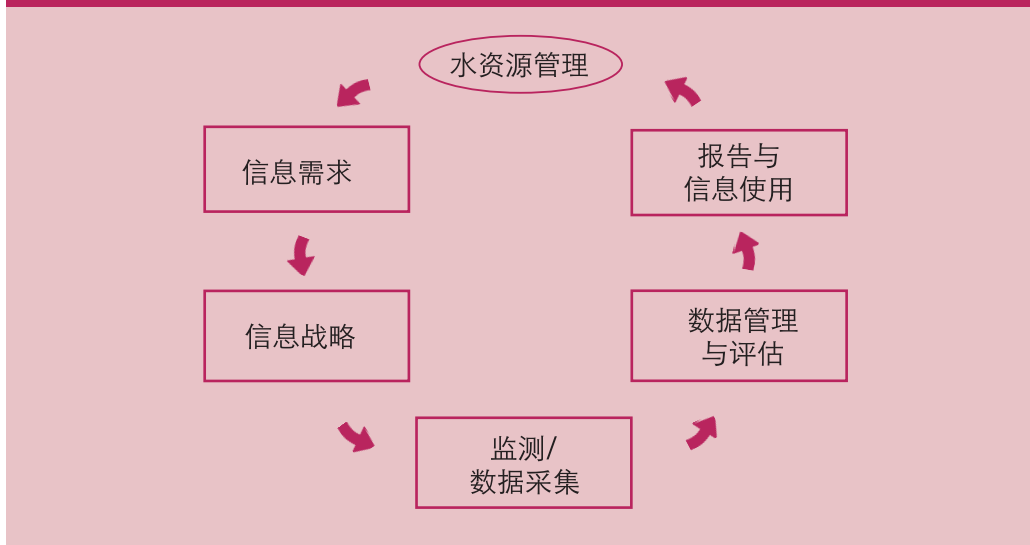 水资源管理
信息需求
报告与
信息使用
信息战略
数据管理
与评估
监测/
数据采集